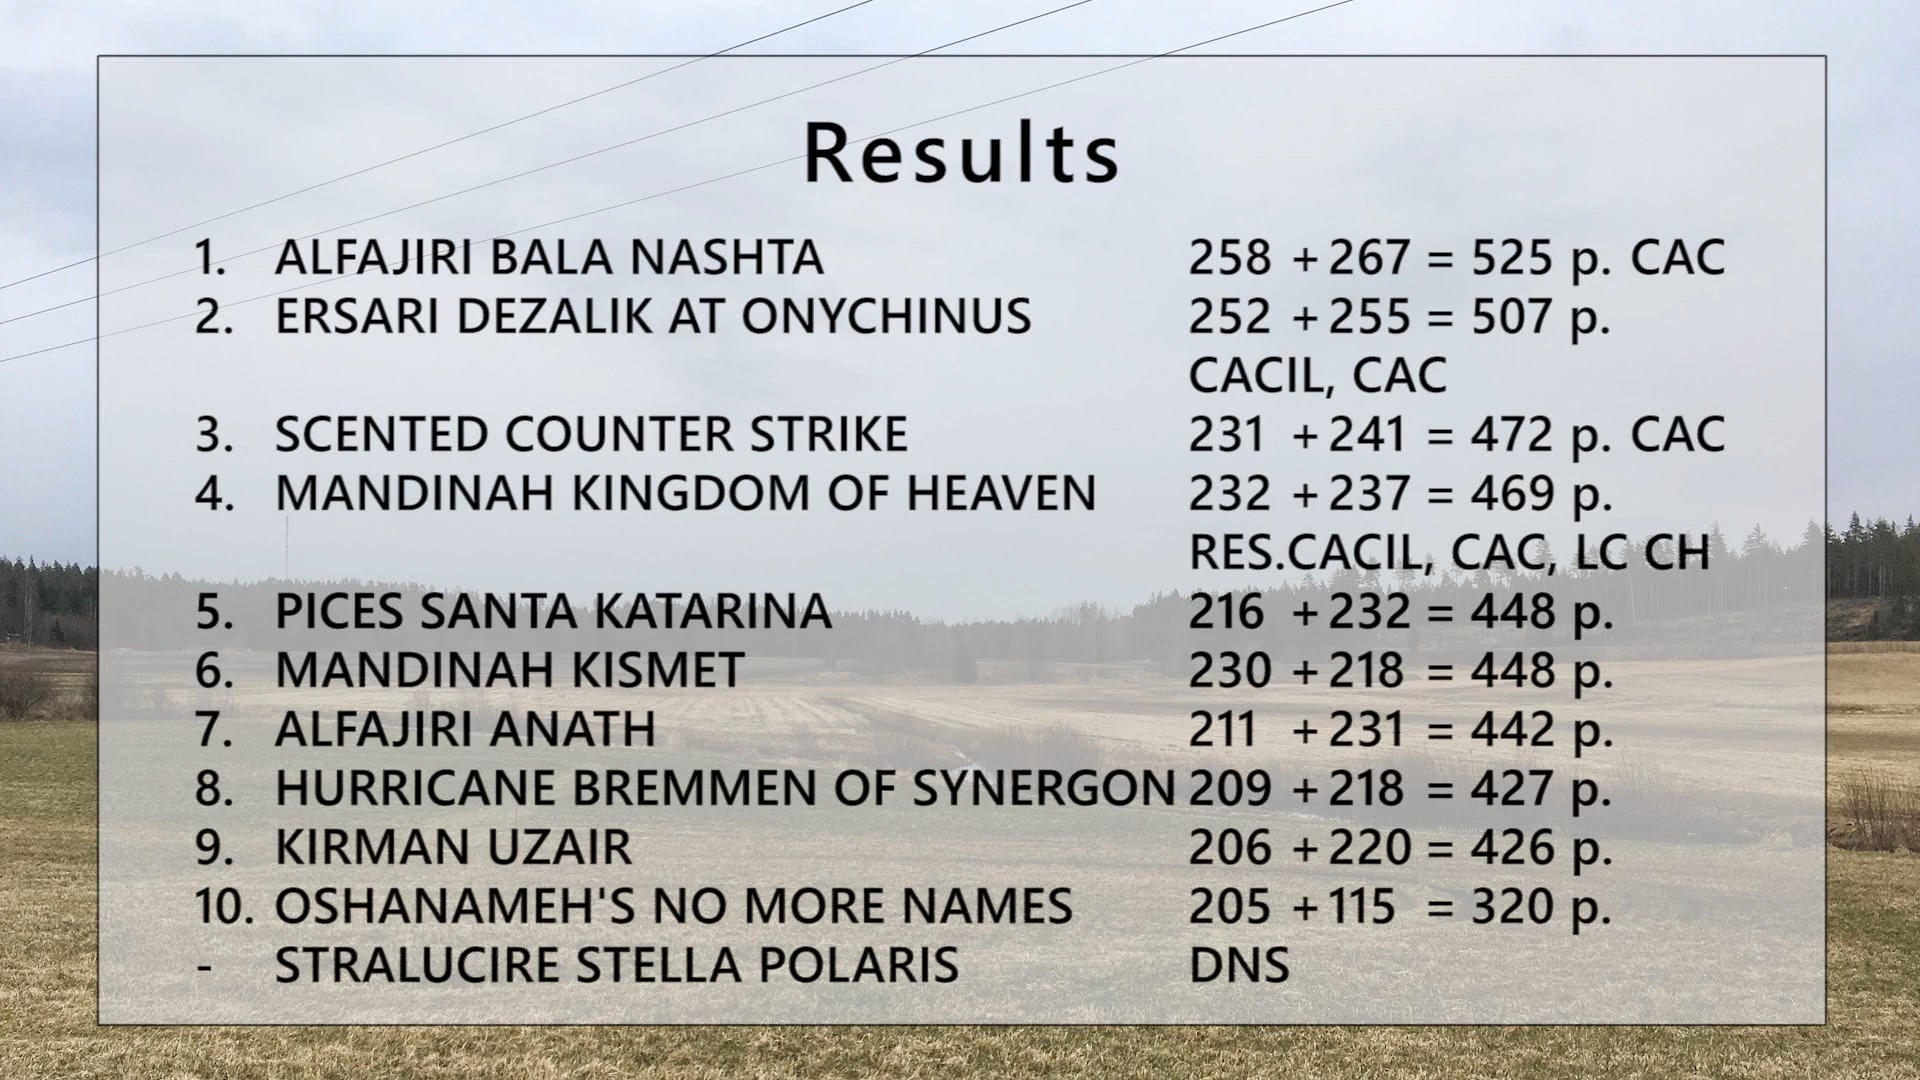 Results
1. ALFAJIRI BALA NASHTA 258 + 267 = 525 p. CAC
2. ERSARI DEZALIK AT ONYCHINUS 252 + 255 = 507 p.
CACIL, CAC
3. SCENTED COUNTER STRIKE 231 + 241 = 472 p. CAC
4. MANDINAH KINGDOM OF HEAVEN 232 + 237 = 469 p.
RES.CACIL, CAC, LC CH
5. PICES SANTA KATARINA 216 + 232 = 448 p.
6. MANDINAH KISMET 230 + 218 = 448 p.
7. ALFAJIRI ANATH 211 + 231 = 442 p.
8. HURRICANE BREMMEN OF SYNERGON 209 + 218 = 427 p.
9. KIRMAN UZAIR 206 + 220 = 426 p.
10. OSHANAMEH'S NO MORE NAMES 205 + 115 = 320 p.
- STRALUCIRE STELLA POLARIS DNS